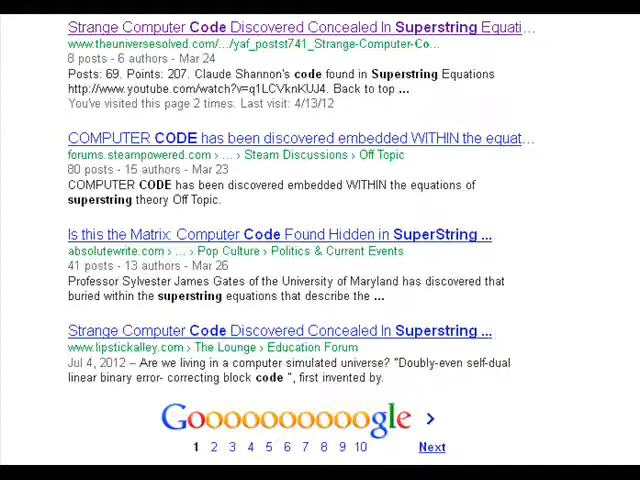 Strange Computer Code Discovered Concealed In Superstring Equati...
www.theuniversesolved.com/.../yaf_postst741_Strange-Computer-Co...
8 posts - 6 authors - Mar 24
Posts: 69. Points: 207. Claude Shannon's code found in Superstring Equations
http://www.youtube.com/watch?v=q1LCVknKUJ4. Back to top ...
You've visited this page 2 times. Last visit: 4/13/12
COMPUTER CODE has been discovered embedded WITHIN the equat...
forums.steampowered.com › ... › Steam Discussions › Off Topic
80 posts - 15 authors - Mar 23
COMPUTER CODE has been discovered embedded WITHIN the equations of
superstring theory Off Topic.
Is this the Matrix: Computer Code Found Hidden in SuperString ...
absolutewrite.com › ... › Pop Culture › Politics & Current Events
41 posts - 13 authors - Mar 26
Professor Sylvester James Gates of the University of Maryland has discovered that
buried within the superstring equations that describe the ...
Strange Computer Code Discovered Concealed In Superstring ...
www.lipstickalley.com › The Lounge › Education Forum
Jul 4, 2012 – Are we living in a computer simulated universe? "Doubly-even self-dual
linear binary error- correcting block code ", first invented by.
Goooooooooogle ›
1 2 3 4 5 6 7 8 9 10 Next